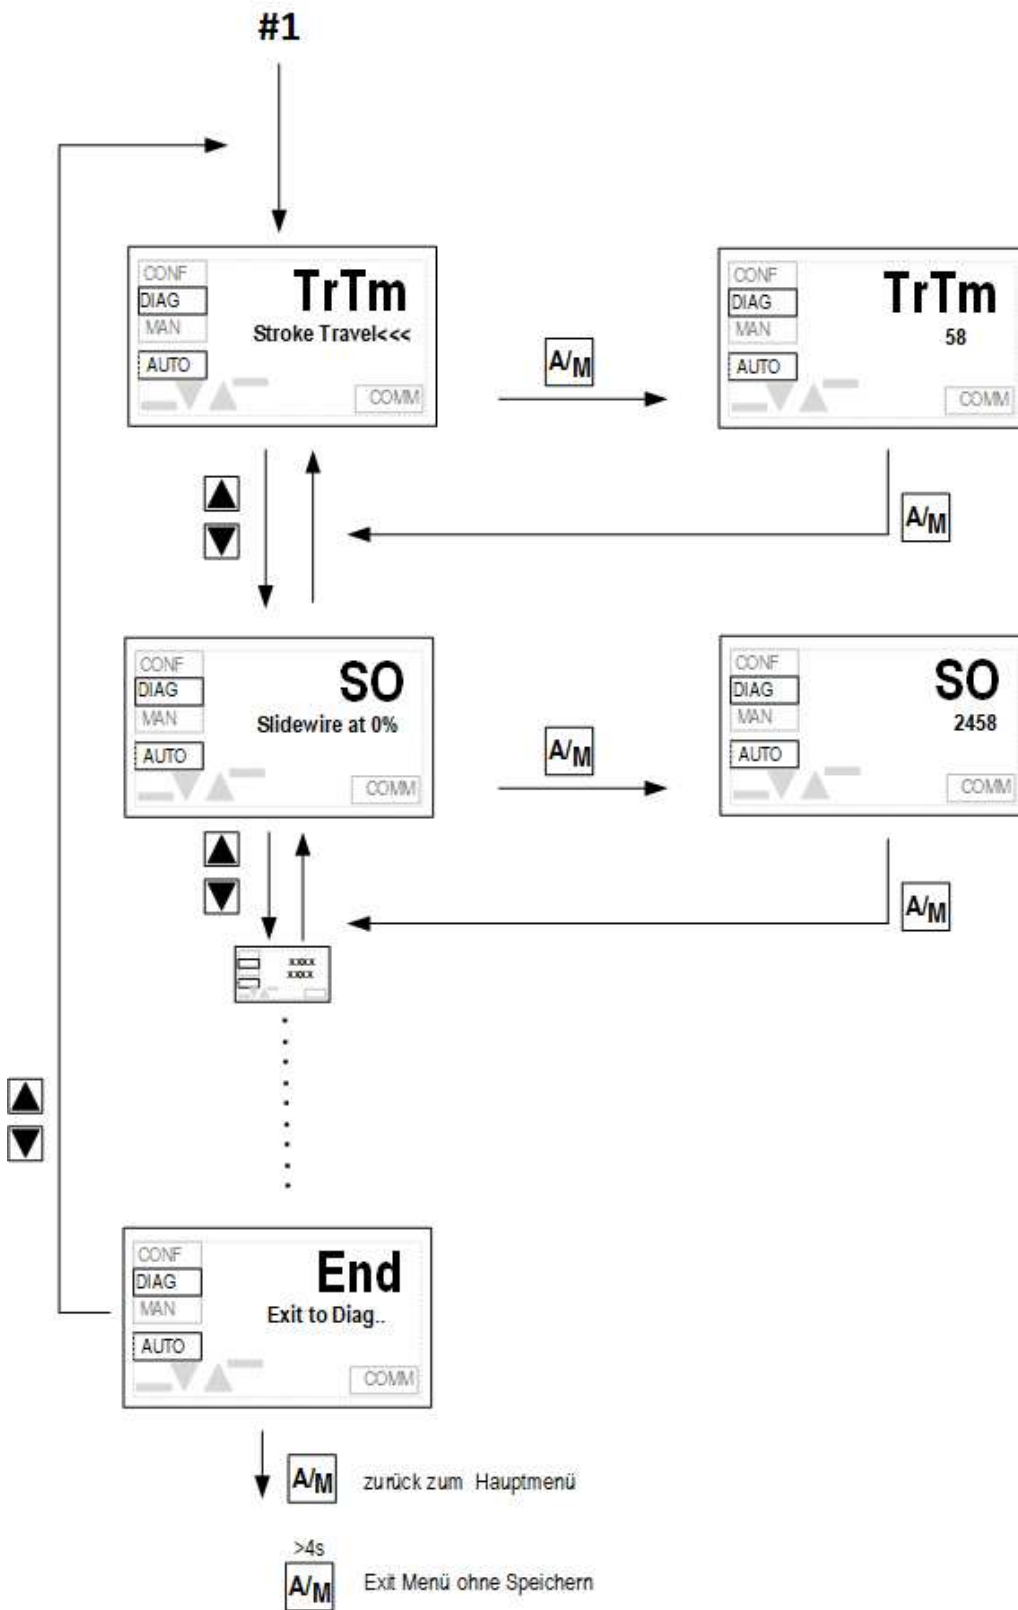 #1
CONF
DIAG
MAN
AUTO
TrTm
Stroke Travel<<<
COMM
A/M
CONF
DIAG
MAN
AUTO
TrTm
58
COMM
A/M
CONF
DIAG
MAN
AUTO
SO
Slidewire at 0%
COMM
A/M
CONF
DIAG
MAN
AUTO
SO
2458
COMM
A/M
xxxx
xxxx
CONF
DIAG
MAN
AUTO
End
Exit to Diag..
COMM
A/M zurück zum Hauptmenü
>4s
A/M Exit Menü ohne Speichern